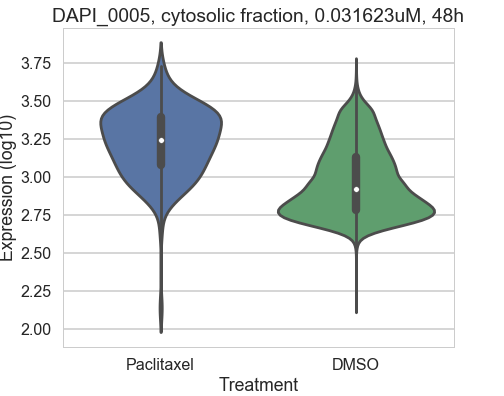 DAPI_0005, cytosolic fraction, 0.031623uM, 48h
Expression (log10)
3.75
3.50
3.25
3.00
2.75
2.50
2.25
2.00
Paclitaxel
DMSO
Treatment